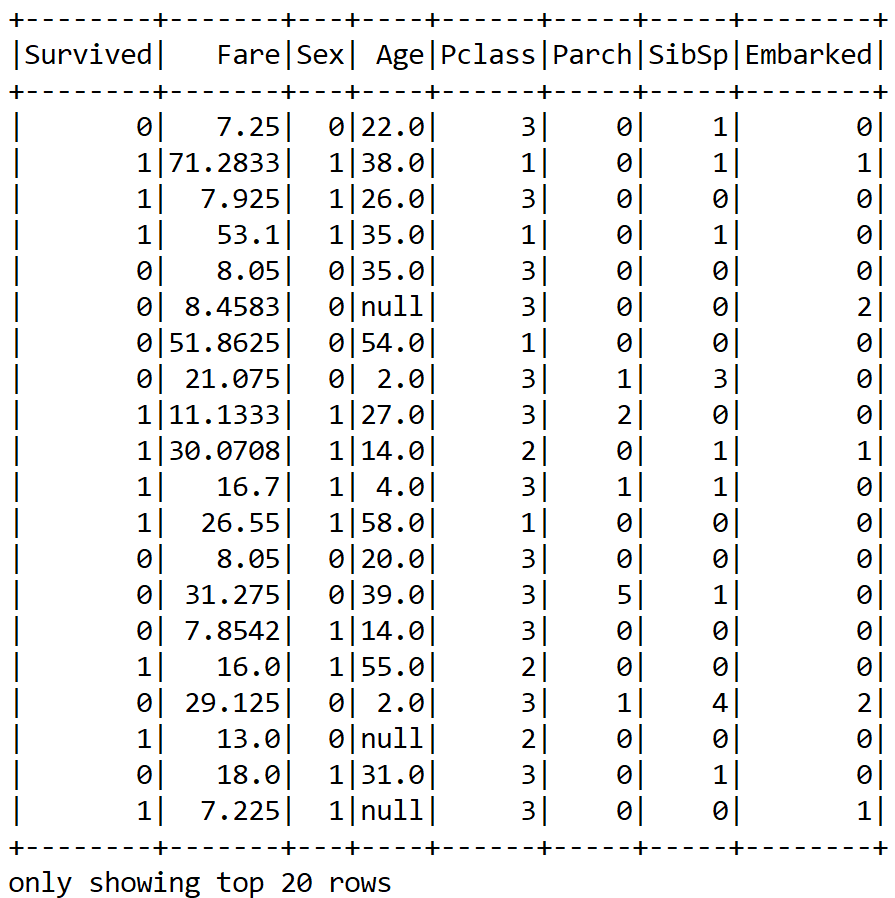 +--------+-------+---+----+------+-----+-----+--------+
|Survived|   Fare|Sex| Age|Pclass|Parch|SibSp|Embarked|
+--------+-------+---+----+------+-----+-----+--------+
|       0|   7.25|  0|22.0|     3|    0|    1|       0|
|       1|71.2833|  1|38.0|     1|    0|    1|       1|
|       1|  7.925|  1|26.0|     3|    0|    0|       0|
|       1|   53.1|  1|35.0|     1|    0|    1|       0|
|       0|   8.05|  0|35.0|     3|    0|    0|       0|
|       0| 8.4583|  0|null|     3|    0|    0|       2|
|       0|51.8625|  0|54.0|     1|    0|    0|       0|
|       0| 21.075|  0| 2.0|     3|    1|    3|       0|
|       1|11.1333|  1|27.0|     3|    2|    0|       0|
|       1|30.0708|  1|14.0|     2|    0|    1|       1|
|       1|   16.7|  1| 4.0|     3|    1|    1|       0|
|       1|  26.55|  1|58.0|     1|    0|    0|       0|
|       0|   8.05|  0|20.0|     3|    0|    0|       0|
|       0| 31.275|  0|39.0|     3|    5|    1|       0|
|       0| 7.8542|  1|14.0|     3|    0|    0|       0|
|       1|   16.0|  1|55.0|     2|    0|    0|       0|
|       0| 29.125|  0| 2.0|     3|    1|    4|       2|
|       1|   13.0|  0|null|     2|    0|    0|       0|
|       0|   18.0|  1|31.0|     3|    0|    1|       0|
|       1|  7.225|  1|null|     3|    0|    0|       1|
+--------+-------+---+----+------+-----+-----+--------+
only showing top 20 rows